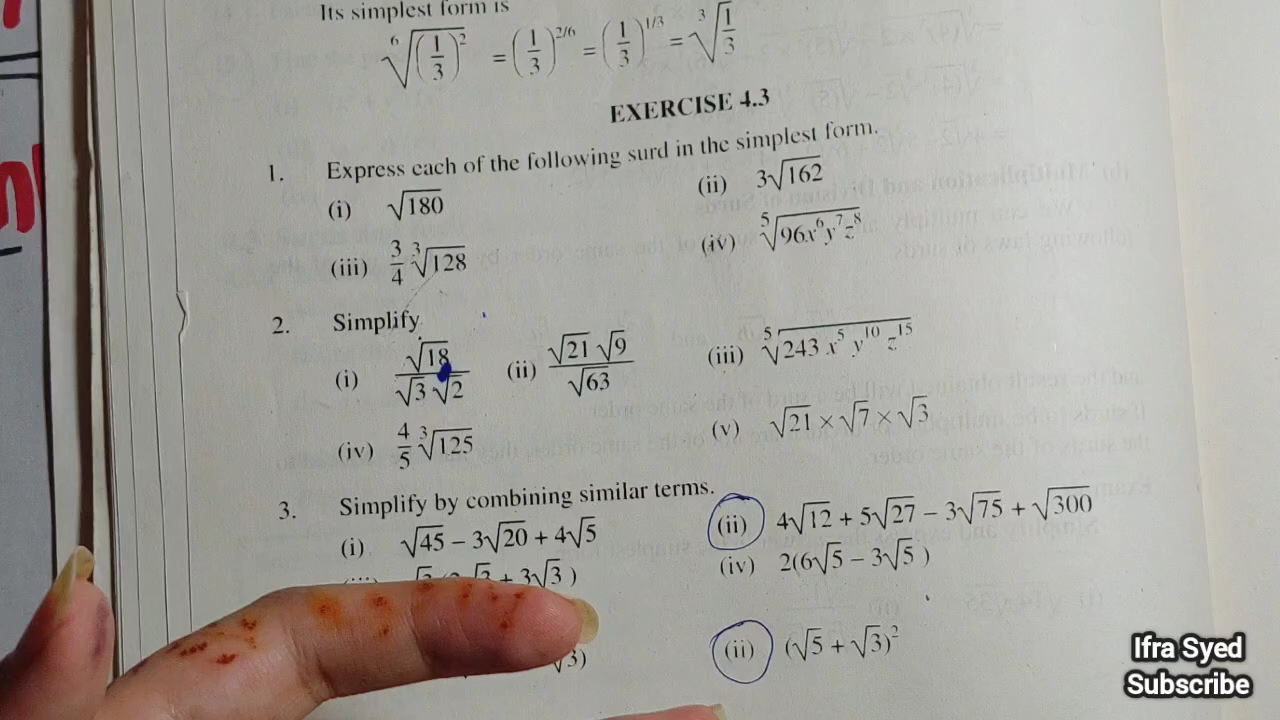 Its simplest form is
⁶√(1/3)² = (1/3)^2/6 = (1/3)^1/3 = ³√1/3
EXERCISE 4.3
1. Express each of the following surd in the simplest form.
(i) √180 (ii) 3√162
(iii) 3/4 ³√128 (iv) ⁵√96x⁶y⁷z⁸
2. Simplify
(i) √18/√3 √2 (ii) √21 √9/√63 (iii) ⁵√243 x⁵ y¹⁰ z¹⁵
(iv) 4/5 ³√125 (v) √21 × √7 × √3
3. Simplify by combining similar terms.
(i) √45 − 3√20 + 4√5 (ii) 4√12 + 5√27 − 3√75 + √300
+ 3√3 ) (iv) 2(6√5 − 3√5 )
√3) (ii) (√5 + √3)²
Ifra Syed
Subscribe